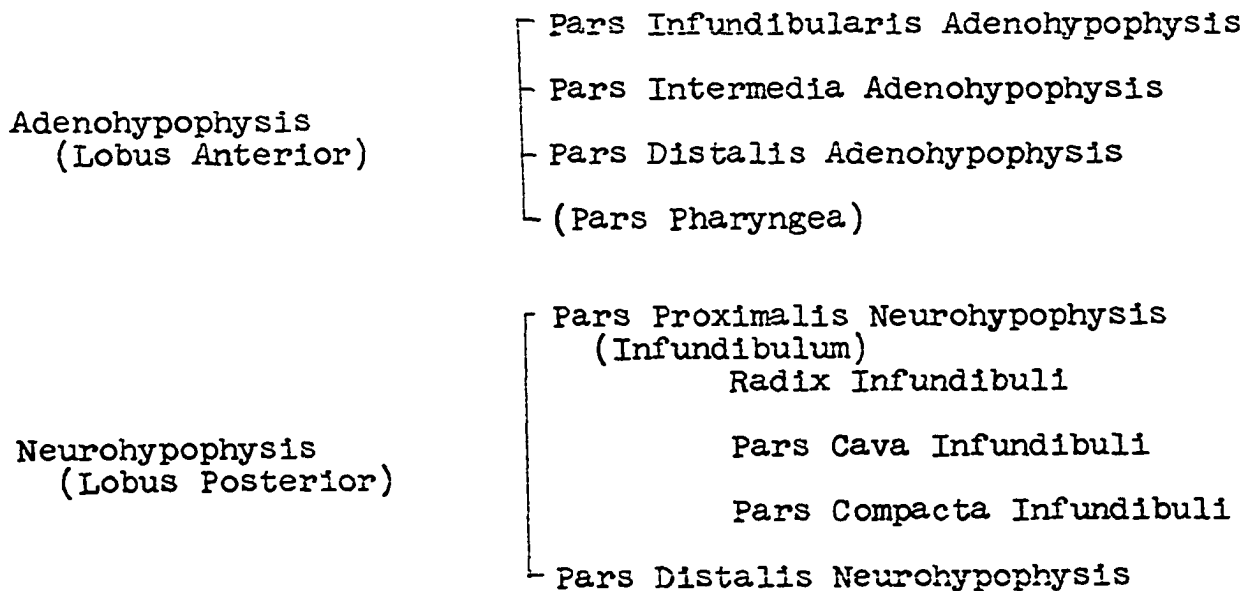 Pars Infundibularis Adenohypophysis
Pars Intermedia Adenohypophysis
Adenohypophysis
(Lobus Anterior)
Pars Distalis Adenohypophysis
(Pars Pharyngea)
Pars Proximalis Neurohypophysis
(Infundibulum)
Radix Infundibuli
Neurohypophysis
(Lobus Posterior)
Pars Cava Infundibuli
Pars Compacta Infundibuli
Pars Distalis Neurohypophysis